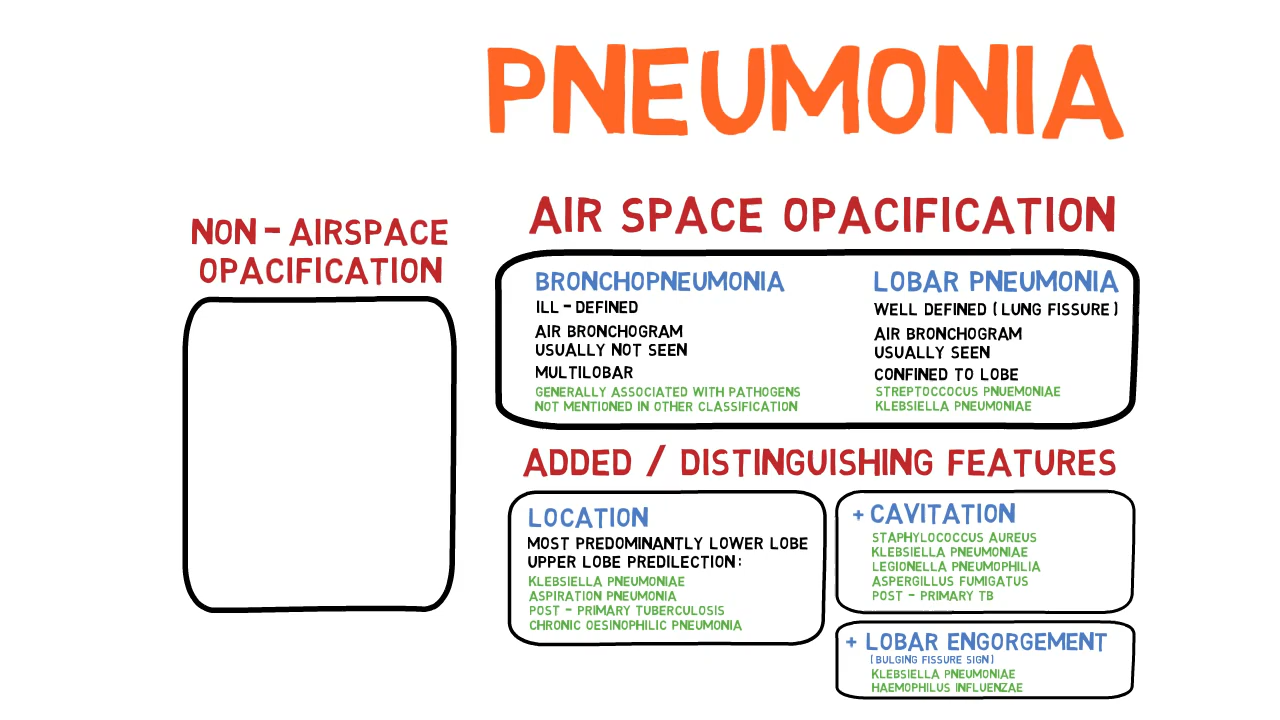 PNEUMONIA
NON - AIRSPACE
OPACIFICATION
AIR SPACE OPACIFICATION
BRONCHOPNEUMONIA
ILL - DEFINED
AIR BRONCHOGRAM
USUALLY NOT SEEN
MULTILOBAR
GENERALLY ASSOCIATED WITH PATHOGENS
NOT MENTIONED IN OTHER CLASSIFICATION
LOBAR PNEUMONIA
WELL DEFINED (LUNG FISSURE)
AIR BRONCHOGRAM
USUALLY SEEN
CONFINED TO LOBE
STREPTOCCOCUS PNUEMONIAE
KLEBSIELLA PNEUMONIAE
ADDED / DISTINGUISHING FEATURES
LOCATION
MOST PREDOMINANTLY LOWER LOBE
UPPER LOBE PREDILECTION:
KLEBSIELLA PNEUMONIAE
ASPIRATION PNEUMONIA
POST - PRIMARY TUBERCULOSIS
CHRONIC OESINOPHILIC PNEUMONIA
+ CAVITATION
STAPHYLOCOCCUS AUREUS
KLEBSIELLA PNEUMONIAE
LEGIONELLA PNEUMOPHILIA
ASPERGILLUS FUMIGATUS
POST - PRIMARY TB
+ LOBAR ENGORGEMENT
(BULGING FISSURE SIGN)
KLEBSIELLA PNEUMONIAE
HAEMOPHILUS INFLUENZAE